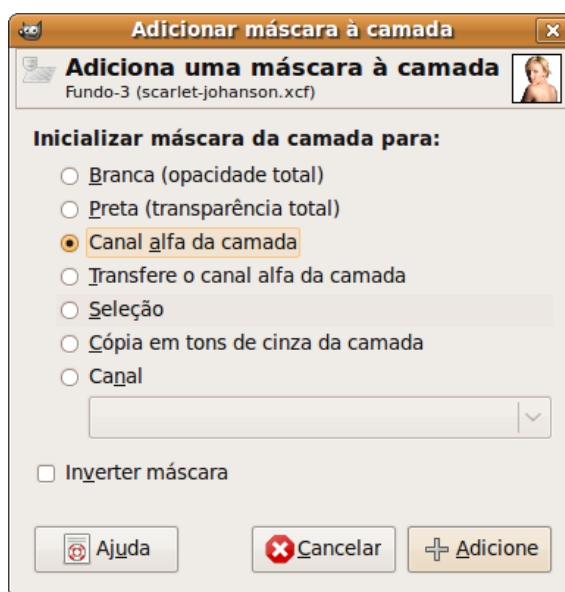 Adicionar máscara à camada
Adiciona uma máscara à camada
Fundo-3 (scarlet-johanson.xcf)
Inicializar máscara da camada para:
Branca (opacidade total)
Preta (transparência total)
Canal alfa da camada
Transfere o canal alfa da camada
Seleção
Cópia em tons de cinza da camada
Canal
Inverter máscara
Ajuda
Cancelar
Adicione